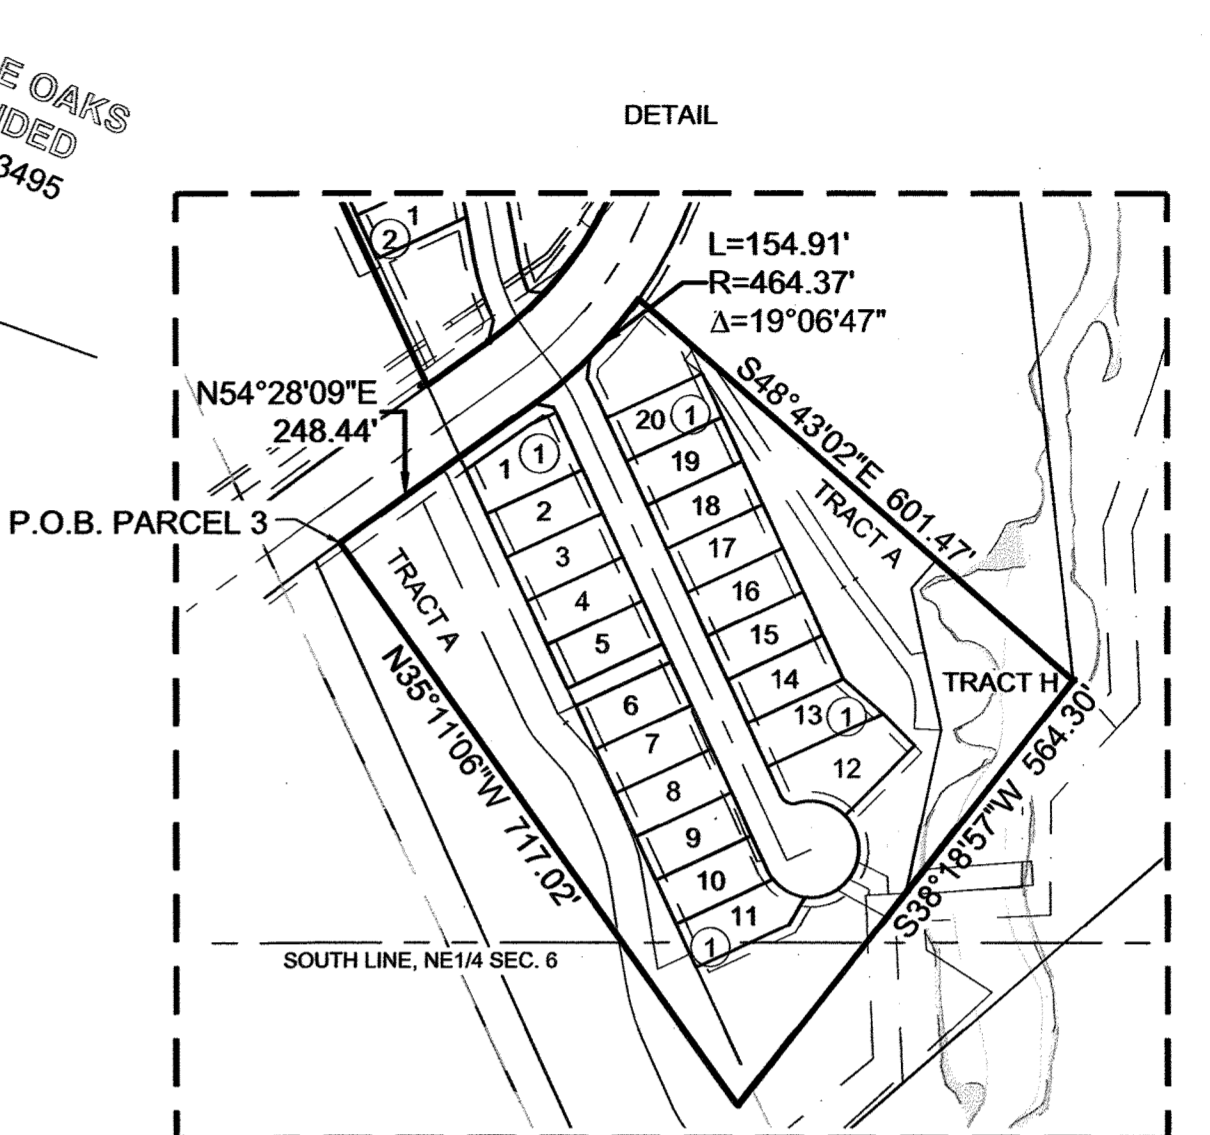 E OAKS
NDED
3495
DETAIL
1
2
L=154.91'
R=464.37'
Δ=19°06'47"
N54°28'09"E
248.44'
S48°43'02"E 601.47'
P.O.B. PARCEL 3
TRACT A
TRACT A
TRACT H
N35°11'06"W 717.02'
S38°18'57"W 564.30'
20 1
19
18
17
16
15
14
13 1
12
1 1
2
3
4
5
6
7
8
9
10
11
1
SOUTH LINE, NE1/4 SEC. 6